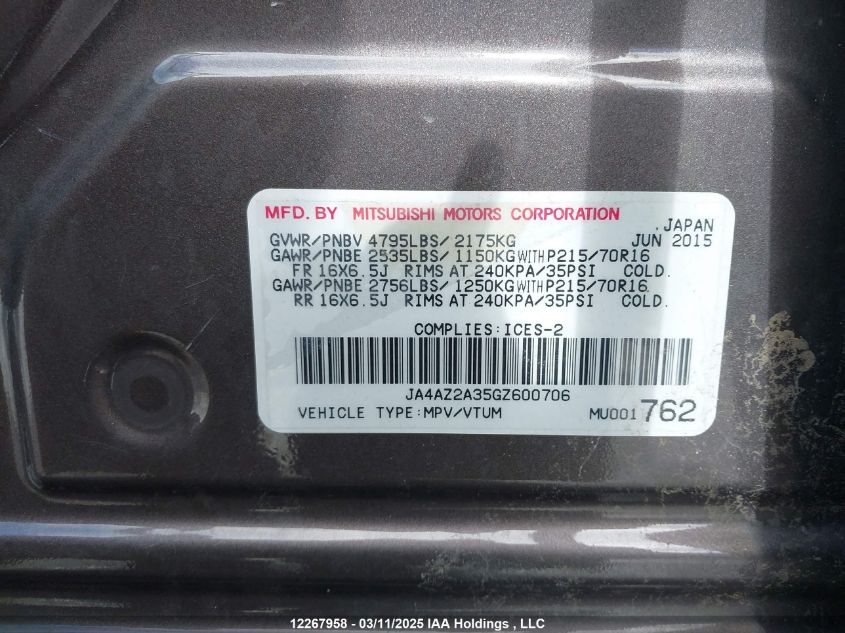 MFD. BY MITSUBISHI MOTORS CORPORATION
, JAPAN
GVWR/PNBV 4795LBS/ 2175KG JUN 2015
GAWR/PNBE 2535LBS/ 1150KG WITH P215/70R16
FR 16X6.5J RIMS AT 240KPA/35PSI COLD.
GAWR/PNBE 2756LBS/ 1250KG WITH P215/70R16
RR 16X6.5J RIMS AT 240KPA/35PSI COLD.
COMPLIES:ICES-2
JA4AZ2A35GZ600706
VEHICLE TYPE:MPV/VTUM MU001762
12267958 - 03/11/2025 IAA Holdings , LLC